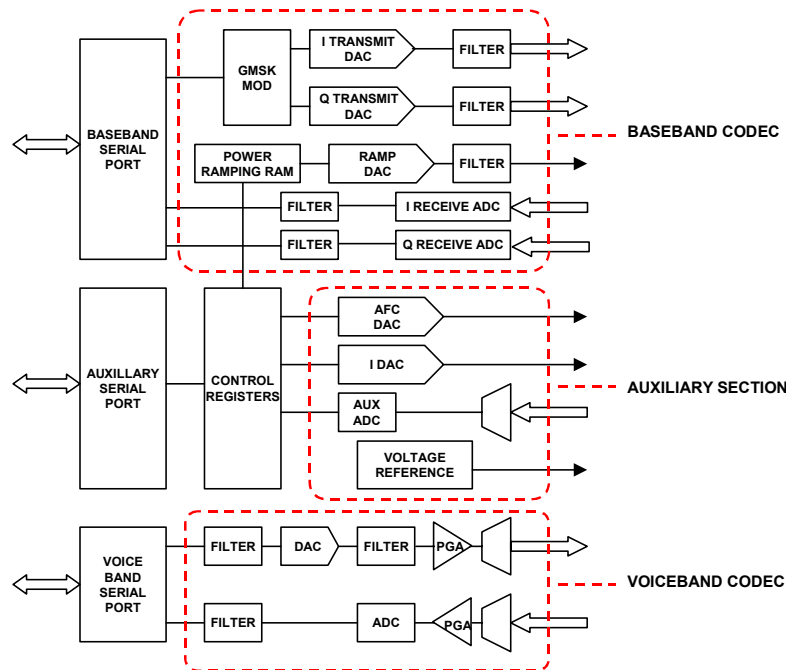 I TRANSMIT
DAC
FILTER
GMSK
MOD
Q TRANSMIT
DAC
FILTER
BASEBAND
SERIAL
PORT
BASEBAND CODEC
POWER
RAMPING RAM
RAMP
DAC
FILTER
FILTER
I RECEIVE ADC
FILTER
Q RECEIVE ADC
AFC
DAC
I DAC
AUXILLARY
SERIAL
PORT
CONTROL
REGISTERS
AUXILIARY SECTION
AUX
ADC
VOLTAGE
REFERENCE
FILTER
DAC
FILTER
PGA
VOICE
BAND
SERIAL
PORT
VOICEBAND CODEC
FILTER
ADC
PGA